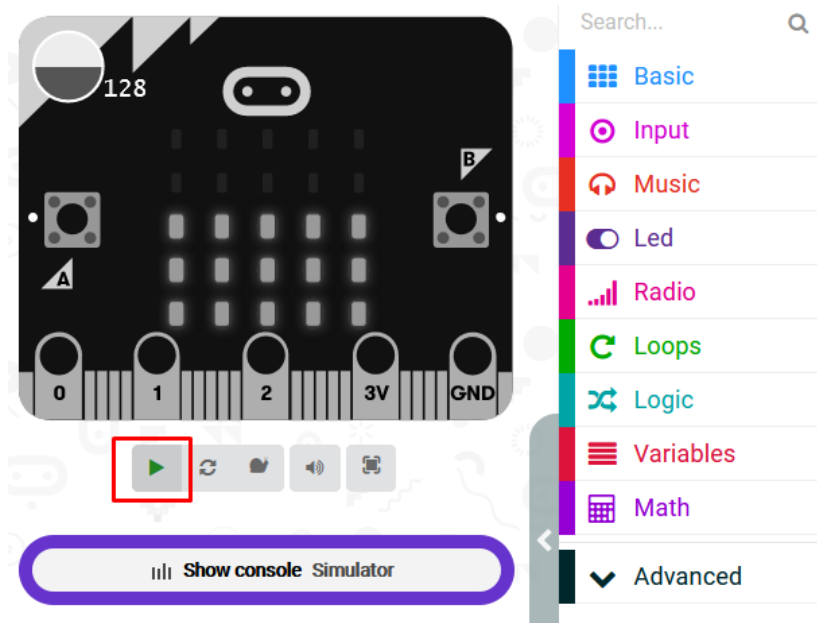 128
B
A
0 1 2 3V GND
Show console Simulator
Search...
Basic
Input
Music
Led
Radio
Loops
Logic
Variables
Math
Advanced